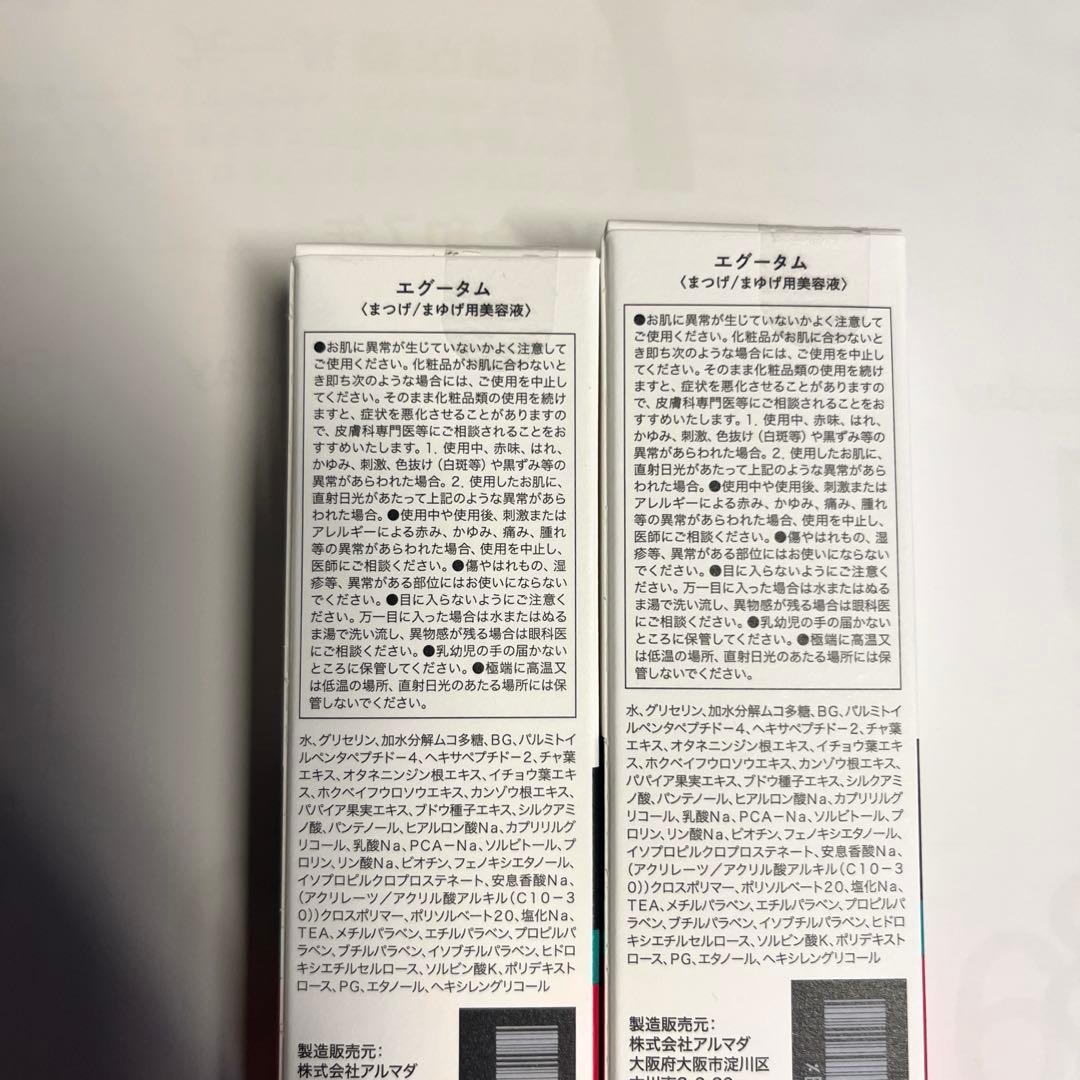 エグータム
〈まつげ/まゆげ用美容液〉
●お肌に異常が生じていないかよく注意して
ご使用ください。化粧品がお肌に合わないと
き即ち次のような場合には、ご使用を中止し
てください。そのまま化粧品類の使用を続け
ますと、症状を悪化させることがありますの
で、皮膚科専門医等にご相談されることをお
すすめいたします。1. 使用中、赤味、はれ、
かゆみ、刺激、色抜け(白斑等)や黒ずみ等の
異常があらわれた場合。2. 使用したお肌に、
直射日光があたって上記のような異常があら
われた場合。●使用中や使用後、刺激または
アレルギーによる赤み、かゆみ、痛み、腫れ
等の異常があらわれた場合、使用を中止し、
医師にご相談ください。●傷やはれもの、湿
疹等、異常がある部位にはお使いにならない
でください。●目に入らないようにご注意く
ださい。万一目に入った場合は水またはぬる
ま湯で洗い流し、異物感が残る場合は眼科医
にご相談ください。●乳幼児の手の届かない
ところに保管してください。●極端に高温又
は低温の場所、直射日光のあたる場所には保
管しないでください。
水、グリセリン、加水分解ムコ多糖、BG、パルミトイ
ルペンタペプチド－4、ヘキサペプチド－2、チャ葉
エキス、オタネニンジン根エキス、イチョウ葉エキ
ス、ホクベイフウロソウエキス、カンゾウ根エキス、
パパイア果実エキス、ブドウ種子エキス、シルクアミ
ノ酸、パンテノール、ヒアルロン酸Na、カプリリルグ
リコール、乳酸Na、PCA－Na、ソルビトール、プ
ロリン、リン酸Na、ビオチン、フェノキシエタノール、
イソプロピルクロプロステネート、安息香酸Na、
(アクリレーツ／アクリル酸アルキル(C10－3
0))クロスポリマー、ポリソルベート20、塩化Na、
TEA、メチルパラベン、エチルパラベン、プロピルパ
ラベン、ブチルパラベン、イソブチルパラベン、ヒドロ
キシエチルセルロース、ソルビン酸K、ポリデキスト
ロース、PG、エタノール、ヘキシレングリコール
製造販売元：
株式会社アルマダ
エグータム
〈まつげ/まゆげ用美容液〉
●お肌に異常が生じていないかよく注意して
ご使用ください。化粧品がお肌に合わないと
き即ち次のような場合には、ご使用を中止し
てください。そのまま化粧品類の使用を続け
ますと、症状を悪化させることがありますの
で、皮膚科専門医等にご相談されることをお
すすめいたします。1. 使用中、赤味、はれ、
かゆみ、刺激、色抜け(白斑等)や黒ずみ等の
異常があらわれた場合。2. 使用したお肌に、
直射日光があたって上記のような異常があら
われた場合。●使用中や使用後、刺激または
アレルギーによる赤み、かゆみ、痛み、腫れ
等の異常があらわれた場合、使用を中止し、
医師にご相談ください。●傷やはれもの、湿
疹等、異常がある部位にはお使いにならない
でください。●目に入らないようにご注意く
ださい。万一目に入った場合は水またはぬる
ま湯で洗い流し、異物感が残る場合は眼科医
にご相談ください。●乳幼児の手の届かない
ところに保管してください。●極端に高温又
は低温の場所、直射日光のあたる場所には保
管しないでください。
水、グリセリン、加水分解ムコ多糖、BG、パルミトイ
ルペンタペプチド－4、ヘキサペプチド－2、チャ葉
エキス、オタネニンジン根エキス、イチョウ葉エキ
ス、ホクベイフウロソウエキス、カンゾウ根エキス、
パパイア果実エキス、ブドウ種子エキス、シルクアミ
ノ酸、パンテノール、ヒアルロン酸Na、カプリリルグ
リコール、乳酸Na、PCA－Na、ソルビトール、プ
ロリン、リン酸Na、ビオチン、フェノキシエタノール、
イソプロピルクロプロステネート、安息香酸Na、
(アクリレーツ／アクリル酸アルキル(C10－3
0))クロスポリマー、ポリソルベート20、塩化Na、
TEA、メチルパラベン、エチルパラベン、プロピルパ
ラベン、ブチルパラベン、イソブチルパラベン、ヒドロ
キシエチルセルロース、ソルビン酸K、ポリデキスト
ロース、PG、エタノール、ヘキシレングリコール
製造販売元：
株式会社アルマダ
大阪府大阪市淀川区